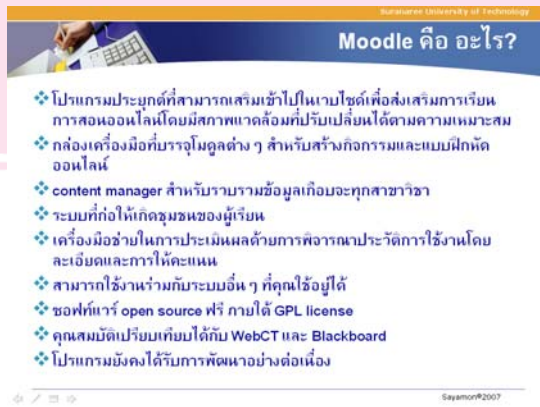 Suranaree University of Technology
Moodle คือ อะไร?
โปรแกรมประยุกต์ที่สามารถเสริมเข้าไปในเวบไซต์เพื่อส่งเสริมการเรียน
การสอนออนไลน์โดยมีสภาพแวดล้อมที่ปรับเปลี่ยนได้ตามความเหมาะสม
กล่องเครื่องมือที่บรรจุโมดูลต่าง ๆ สำหรับสร้างกิจกรรมและแบบฝึกหัด
ออนไลน์
content manager สำหรับรวบรวมข้อมูลเกือบจะทุกสาขาวิชา
ระบบที่ก่อให้เกิดชุมชนของผู้เรียน
เครื่องมือช่วยในการประเมินผลด้วยการพิจารณาประวัติการใช้งานโดย
ละเอียดและการให้คะแนน
สามารถใช้งานร่วมกับระบบอื่น ๆ ที่คุณใช้อยู่ได้
ซอฟท์แวร์ open source ฟรี ภายใต้ GPL license
คุณสมบัติเปรียบเทียบได้กับ WebCT และ Blackboard
โปรแกรมยังคงได้รับการพัฒนาอย่างต่อเนื่อง
Sayamon®2007